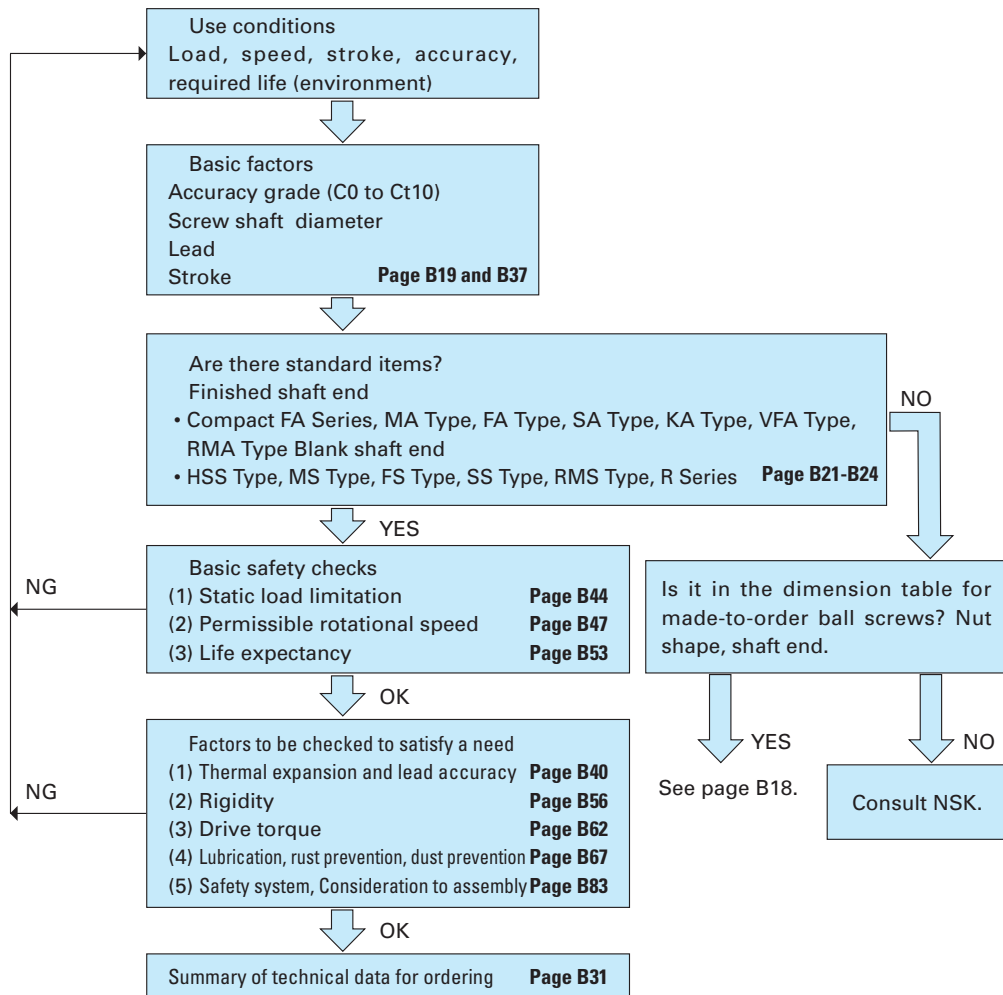 Use conditions
Load, speed, stroke, accuracy,
required life (environment)
Basic factors
Accuracy grade (C0 to Ct10)
Screw shaft diameter
Lead
Stroke Page B19 and B37
Are there standard items?
Finished shaft end
• Compact FA Series, MA Type, FA Type, SA Type, KA Type, VFA Type,
RMA Type Blank shaft end
• HSS Type, MS Type, FS Type, SS Type, RMS Type, R Series Page B21-B24
NO
YES
NG
Basic safety checks
(1) Static load limitation Page B44
(2) Permissible rotational speed Page B47
(3) Life expectancy Page B53
Is it in the dimension table for
made-to-order ball screws? Nut
shape, shaft end.
OK
YES
NO
See page B18.
Consult NSK.
NG
Factors to be checked to satisfy a need
(1) Thermal expansion and lead accuracy Page B40
(2) Rigidity Page B56
(3) Drive torque Page B62
(4) Lubrication, rust prevention, dust prevention Page B67
(5) Safety system, Consideration to assembly Page B83
OK
Summary of technical data for ordering Page B31